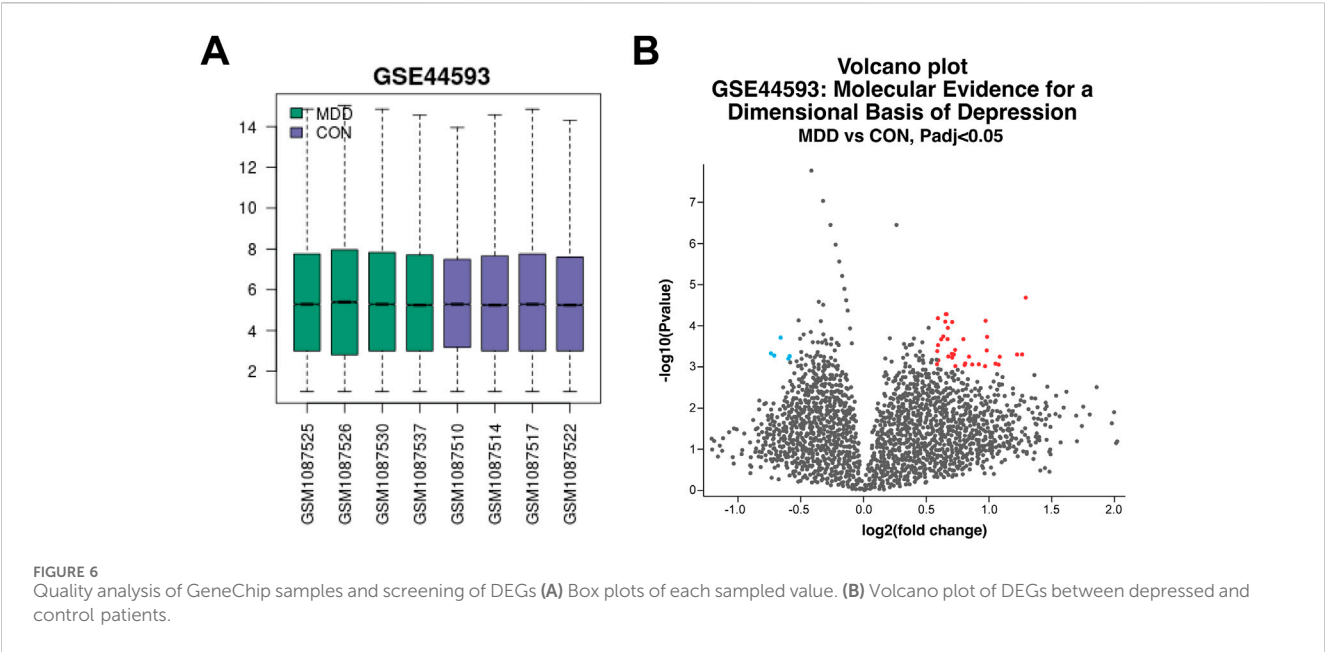 A
GSE44593
MDD
CON
14
12
10
8
6
4
2
GSM1087525
GSM1087526
GSM1087530
GSM1087537
GSM1087510
GSM1087514
GSM1087517
GSM1087522
B
Volcano plot
GSE44593: Molecular Evidence for a
Dimensional Basis of Depression
MDD vs CON, Padj<0.05
-log10(Pvalue)
7
6
5
4
3
2
1
0
-1.0 -0.5 0.0 0.5 1.0 1.5 2.0
log2(fold change)
FIGURE 6
Quality analysis of GeneChip samples and screening of DEGs (A) Box plots of each sampled value. (B) Volcano plot of DEGs between depressed and
control patients.